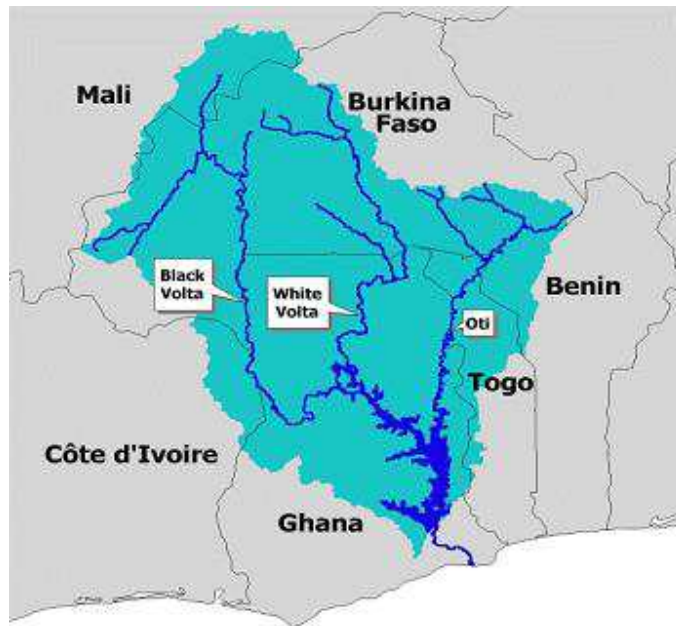 Mali
Burkina
Faso
Black
Volta
White
Volta
Benin
Oti
Togo
Côte d'Ivoire
Ghana